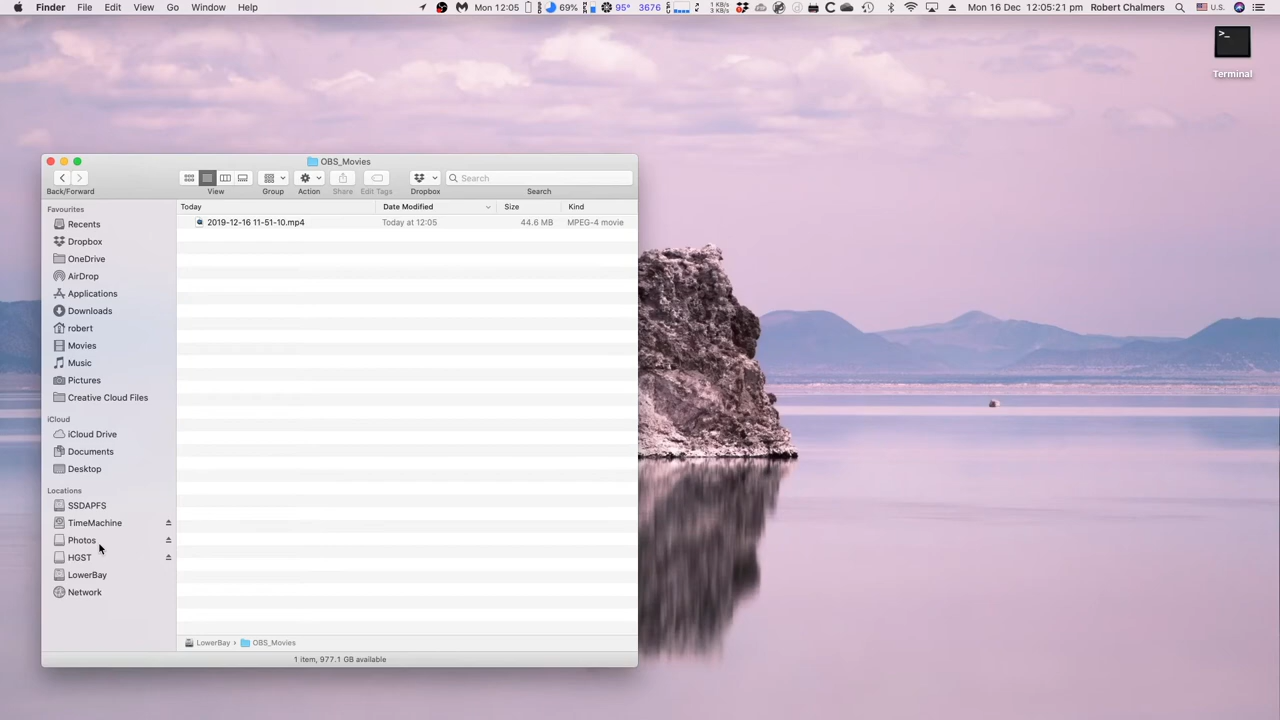 Finder File Edit View Go Window Help Mon 12:05 69% 95° 3676 1 KB/s 3 KB/s Mon 16 Dec 12:05:21 pm Robert Chalmers U.S.
>_
Terminal
OBS_Movies
Search
Back/Forward View Group Action Share Edit Tags Dropbox Search
Favourites
Recents
Dropbox
OneDrive
AirDrop
Applications
Downloads
robert
Movies
Music
Pictures
Creative Cloud Files
iCloud
iCloud Drive
Documents
Desktop
Locations
SSDAPFS
TimeMachine
Photos
HGST
LowerBay
Network
Today Date Modified Size Kind
2019-12-16 11-51-10.mp4 Today at 12:05 44.6 MB MPEG-4 movie
LowerBay › OBS_Movies
1 item, 977.1 GB available